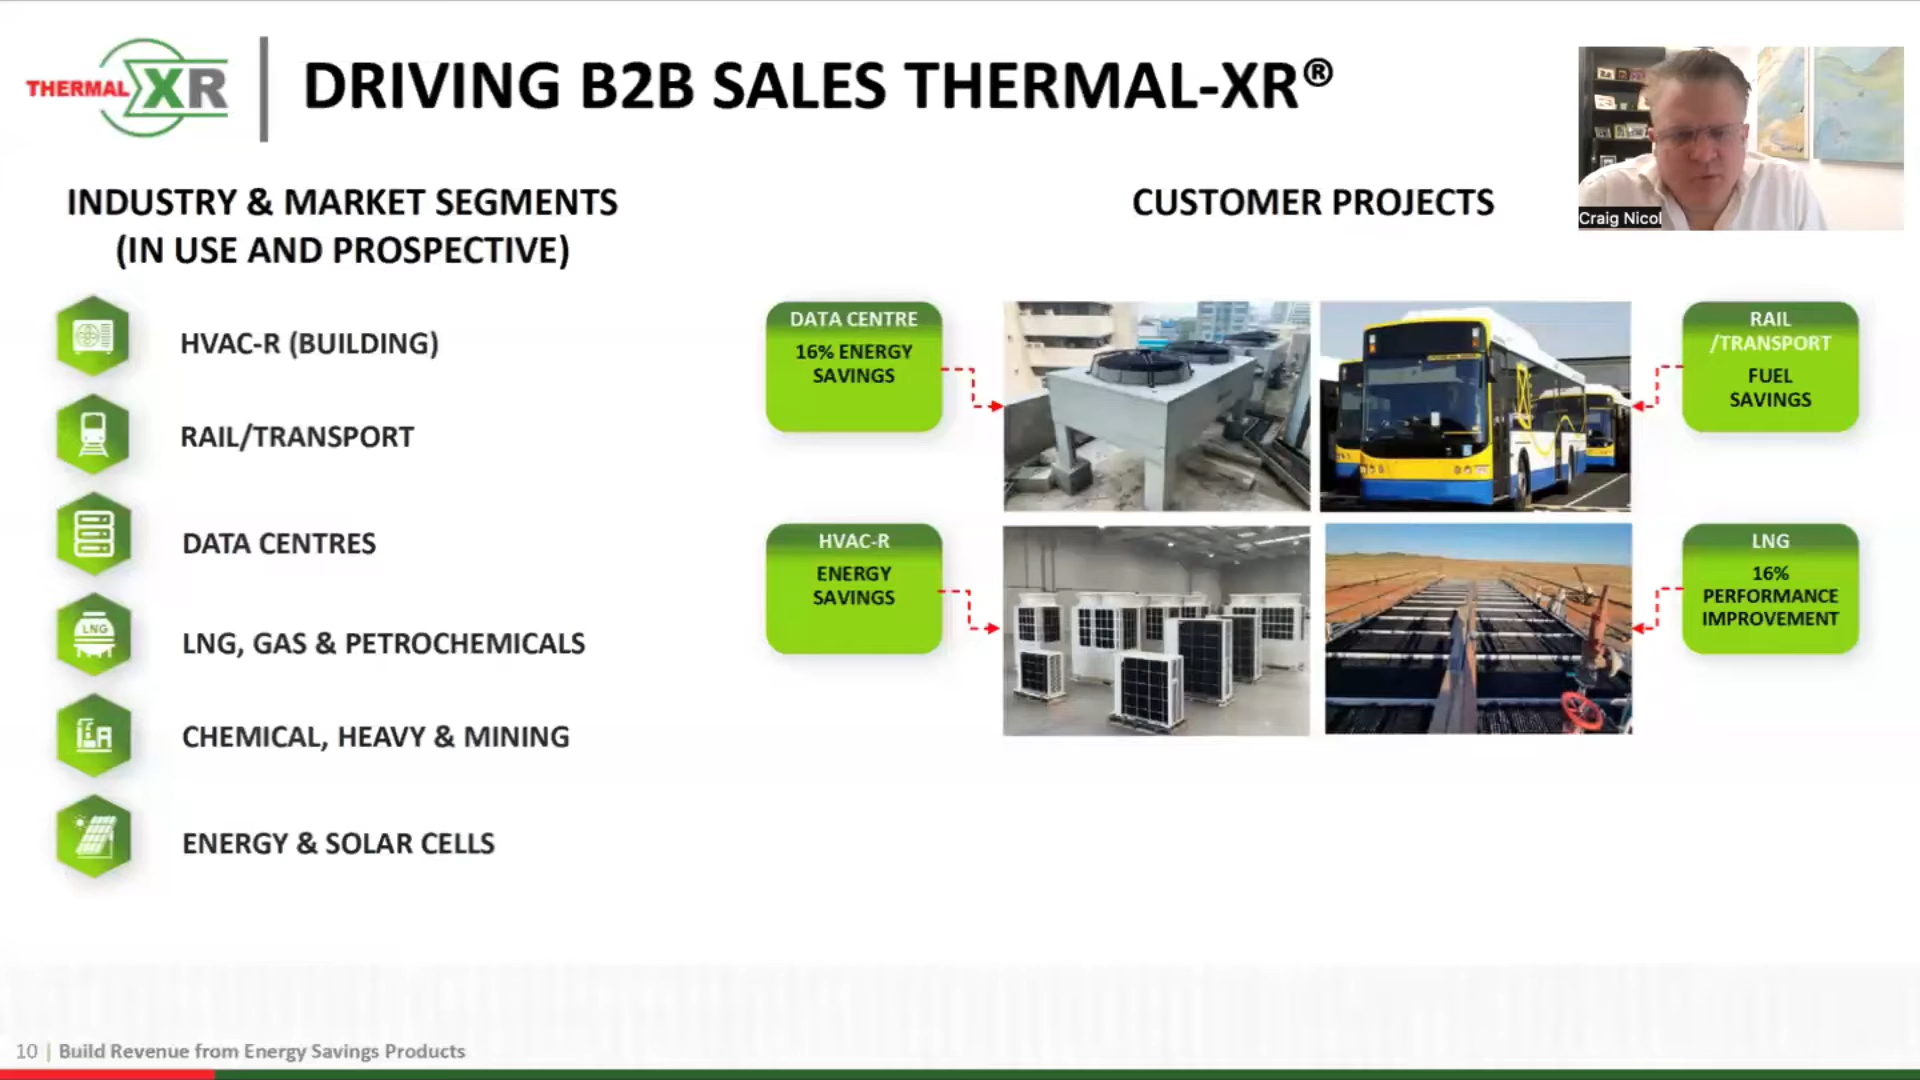 THERMAL XR
DRIVING B2B SALES THERMAL-XR®
Craig Nicol
INDUSTRY & MARKET SEGMENTS
(IN USE AND PROSPECTIVE)
HVAC-R (BUILDING)
RAIL/TRANSPORT
DATA CENTRES
LNG
LNG, GAS & PETROCHEMICALS
CHEMICAL, HEAVY & MINING
ENERGY & SOLAR CELLS
CUSTOMER PROJECTS
DATA CENTRE
16% ENERGY
SAVINGS
RAIL
/TRANSPORT
FUEL
SAVINGS
HVAC-R
ENERGY
SAVINGS
LNG
16%
PERFORMANCE
IMPROVEMENT
10 | Build Revenue from Energy Savings Products